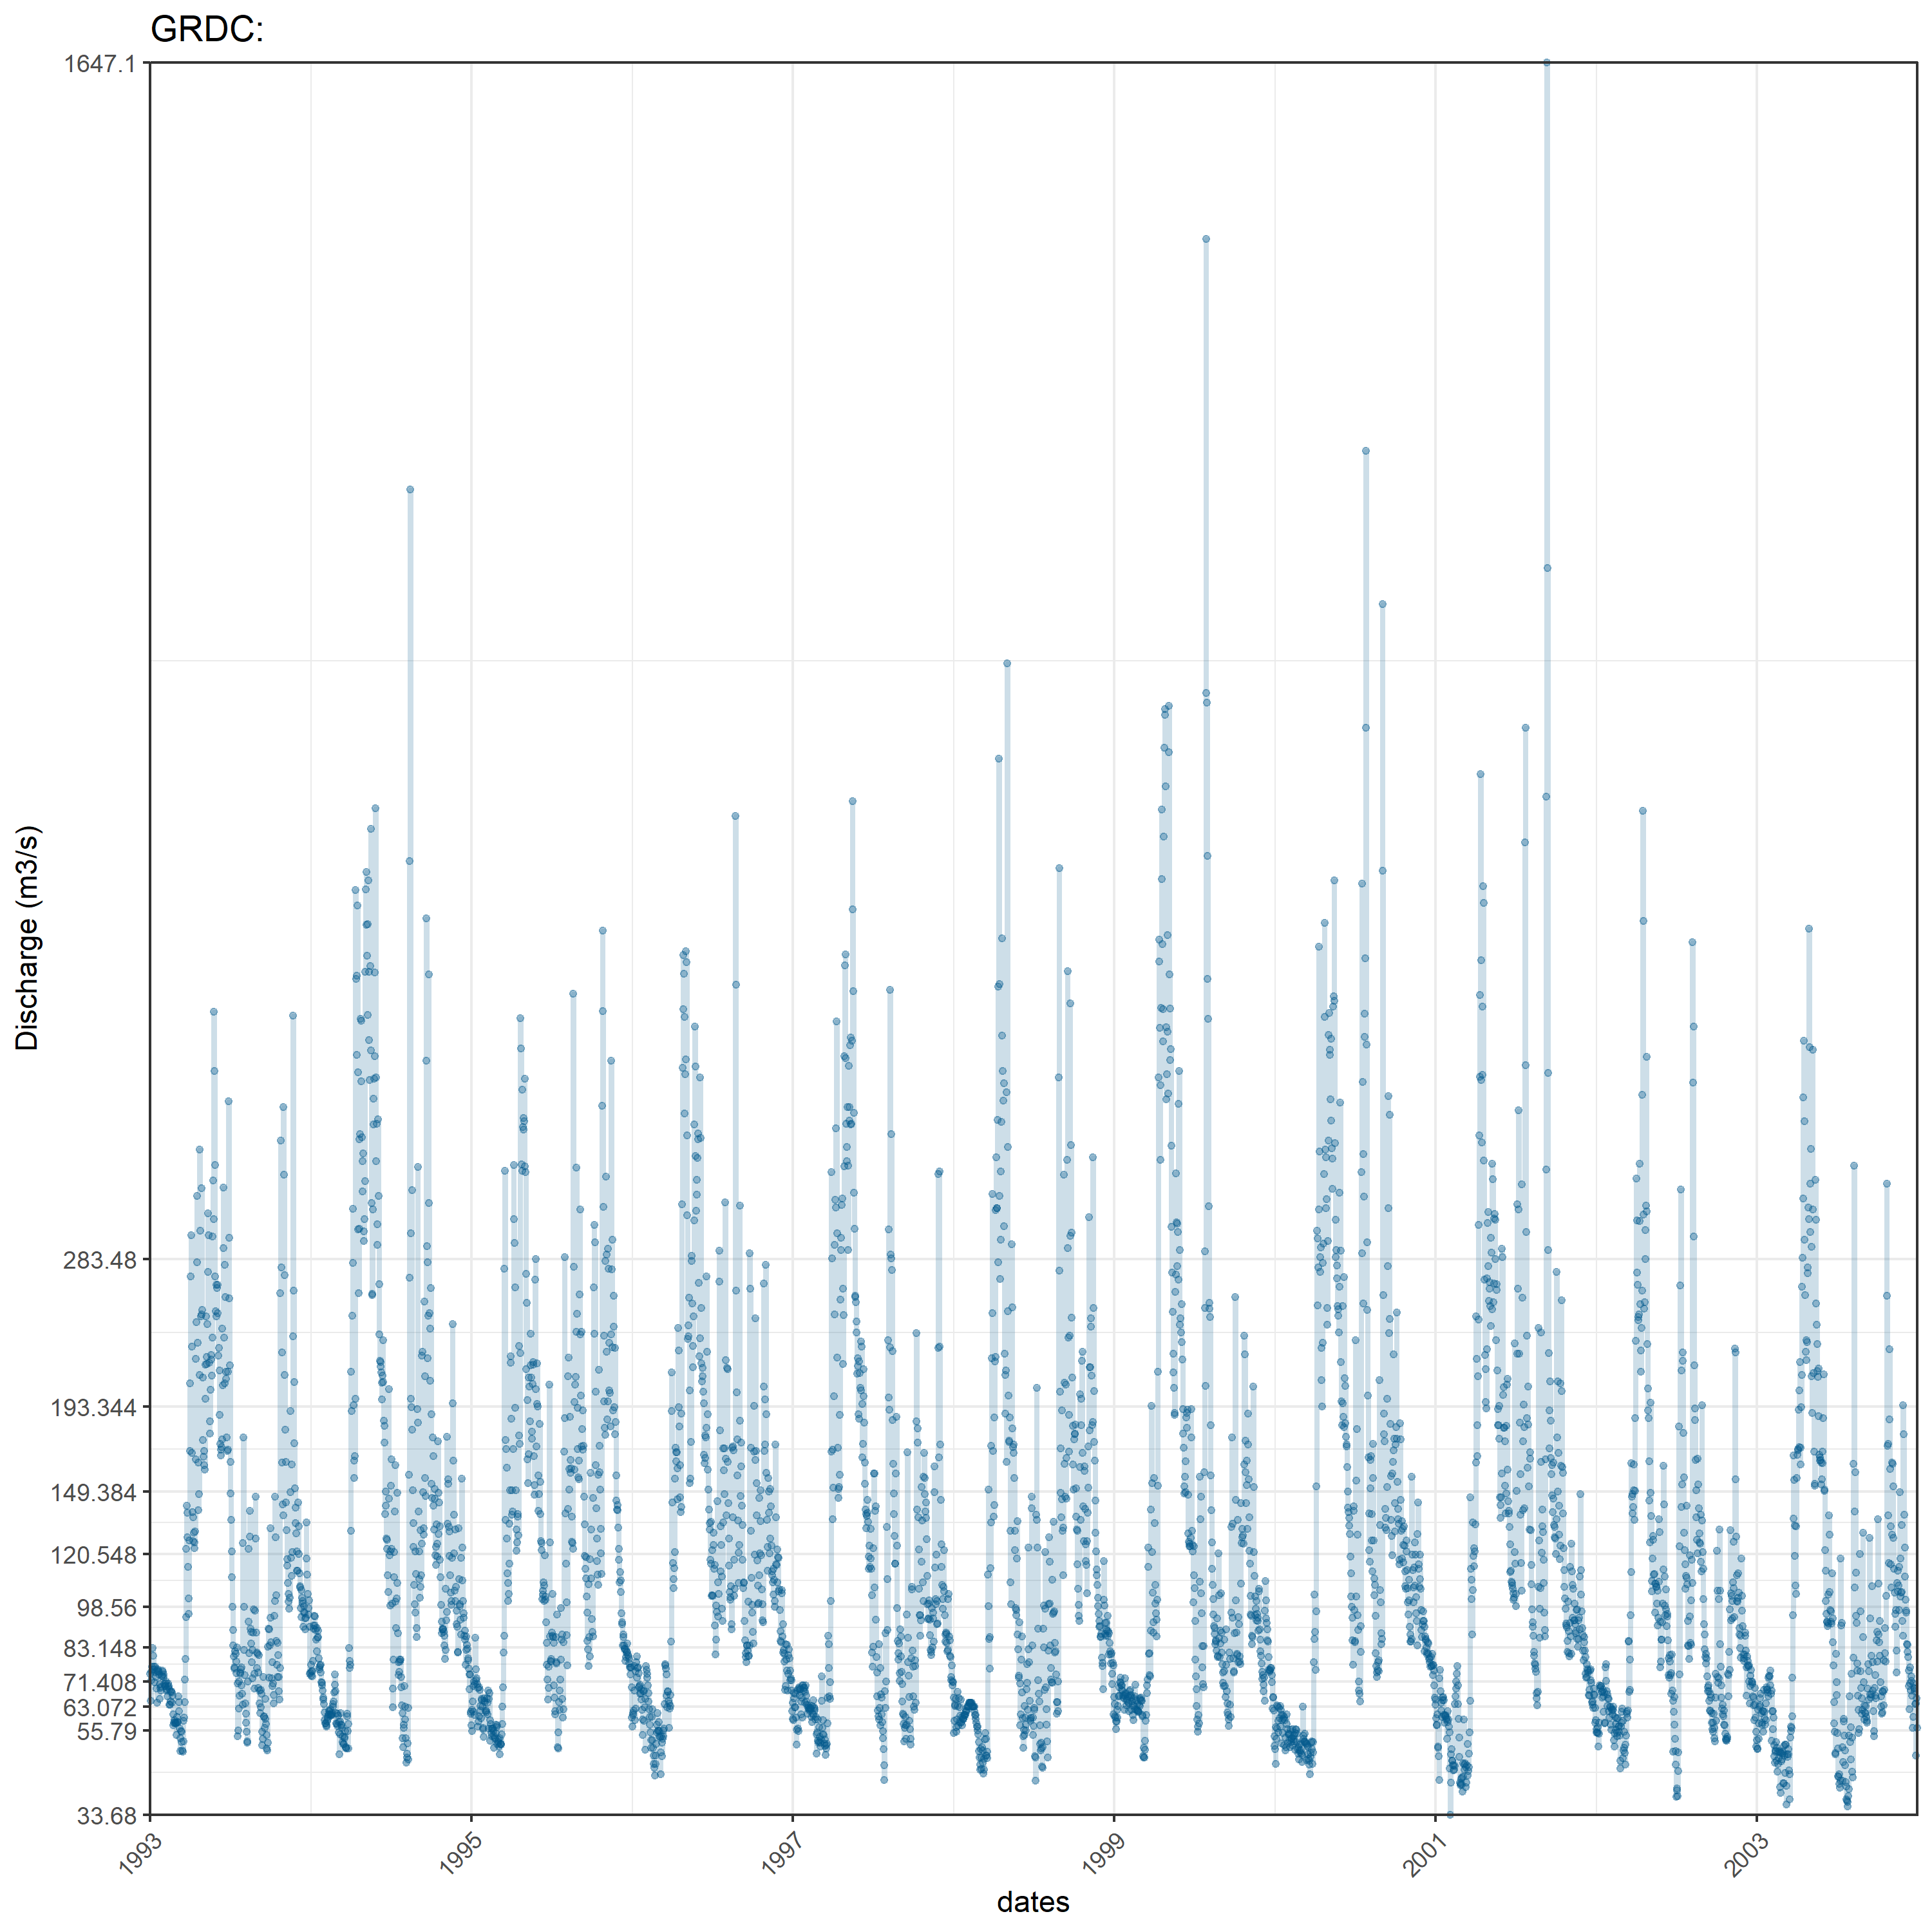 GRDC:
1647.1
283.48
193.344
149.384
120.548
98.56
83.148
71.408
63.072
55.79
33.68
Discharge (m3/s)
1993 1995 1997 1999 2001 2003
dates